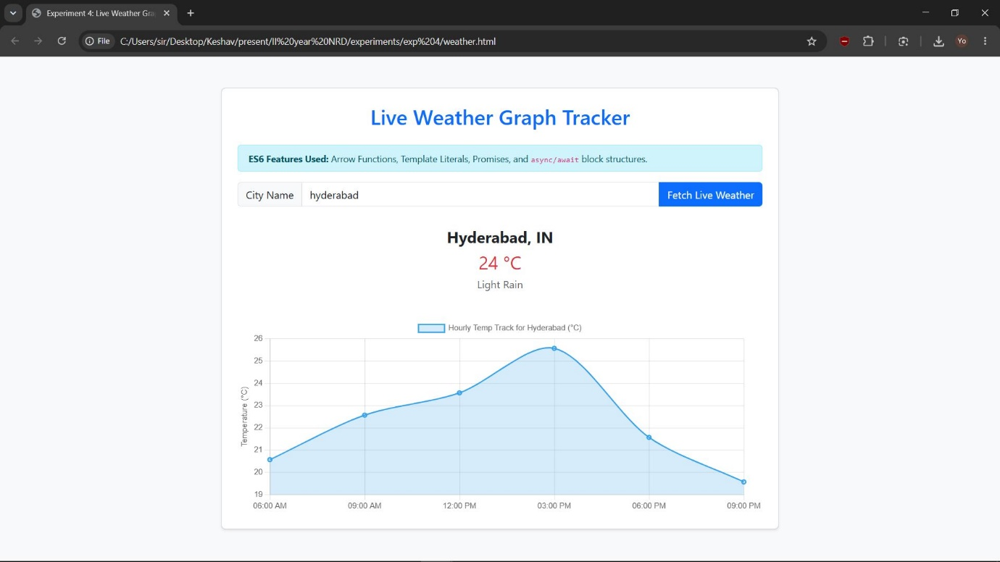 Experiment 4: Live Weather Gra
File C:/Users/sir/Desktop/Keshav/present/II%20year%20NRD/experiments/exp%204/weather.html
Yo
Live Weather Graph Tracker
ES6 Features Used: Arrow Functions, Template Literals, Promises, and async/await block structures.
City Name hyderabad Fetch Live Weather
Hyderabad, IN
24 °C
Light Rain
Hourly Temp Track for Hyderabad (°C)
Temperature (°C)
26
25
24
23
22
21
20
19
06:00 AM 09:00 AM 12:00 PM 03:00 PM 06:00 PM 09:00 PM